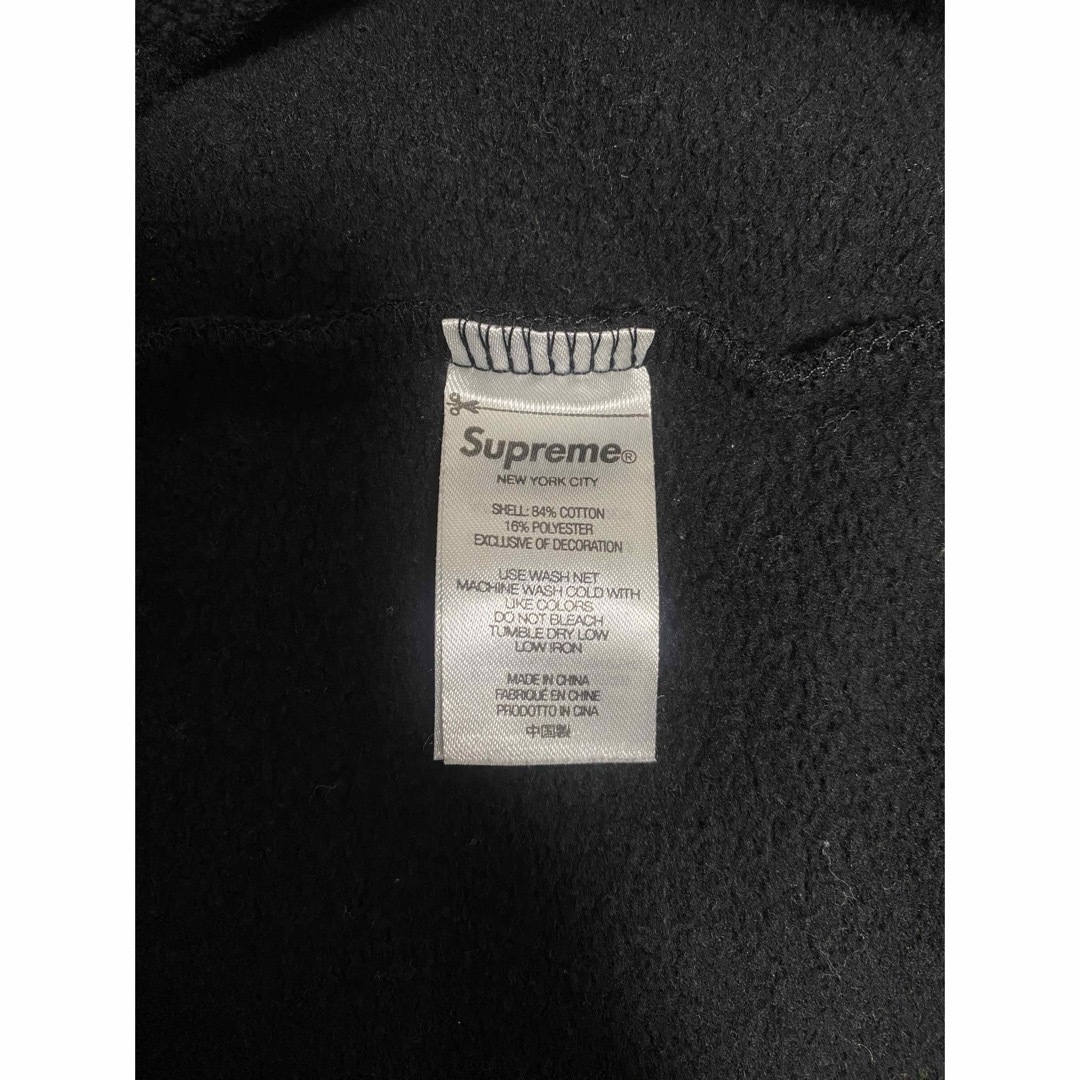 Supreme®
NEW YORK CITY
SHELL: 84% COTTON
16% POLYESTER
EXCLUSIVE OF DECORATION
USE WASH NET
MACHINE WASH COLD WITH
LIKE COLORS
DO NOT BLEACH
TUMBLE DRY LOW
LOW IRON
MADE IN CHINA
FABRIQUÉ EN CHINE
PRODOTTO IN CINA
中国製